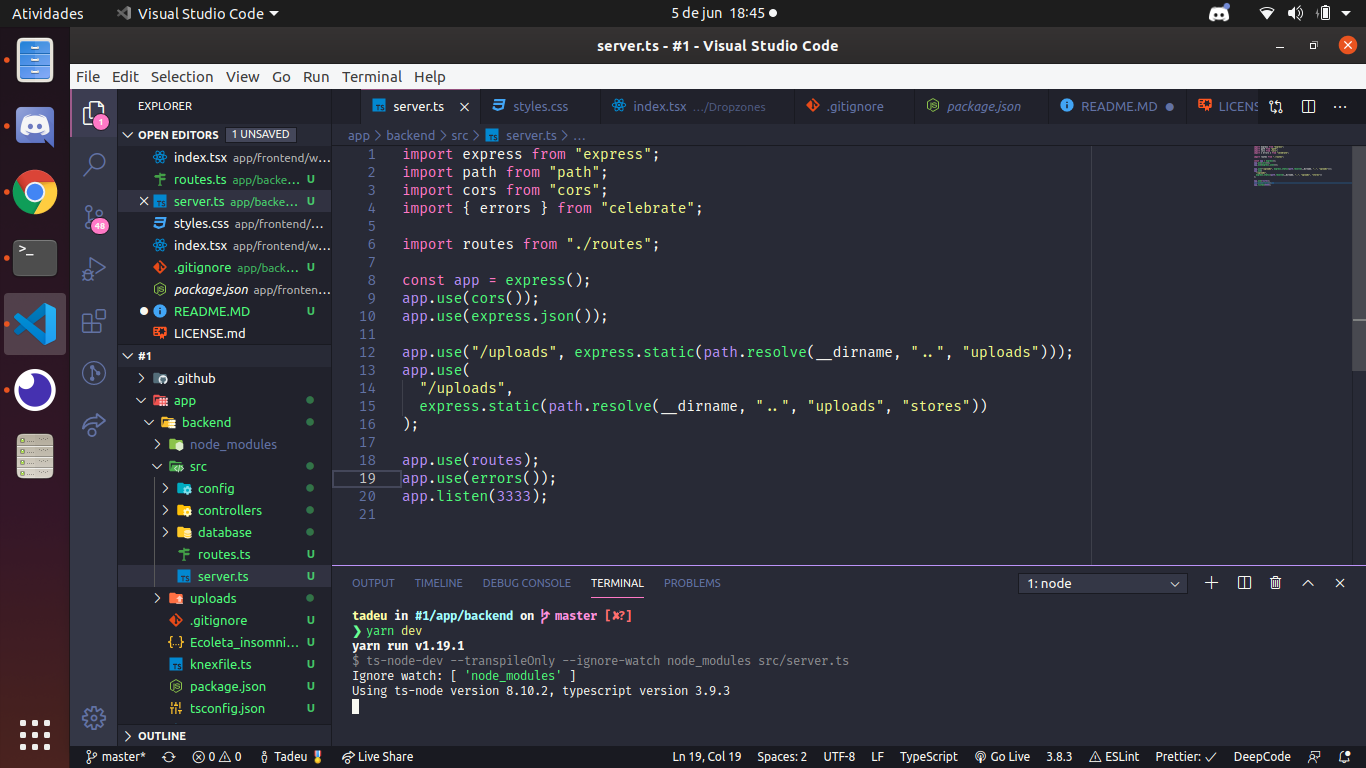 Atividades Visual Studio Code 5 de jun 18:45
server.ts - #1 - Visual Studio Code
File Edit Selection View Go Run Terminal Help
EXPLORER
server.ts styles.css index.tsx .../Dropzones .gitignore package.json README.MD LICENS
OPEN EDITORS 1 UNSAVED
app > backend > src > server.ts > ...
index.tsx app/frontend/w...
routes.ts app/backe... U
server.ts app/backe... U
styles.css app/frontend/...
index.tsx app/frontend/w...
.gitignore app/back... U
package.json app/fronten...
README.MD U
LICENSE.md
#1
.github
app
backend
node_modules
src
config
controllers
database
routes.ts U
server.ts U
uploads
.gitignore U
Ecoleta_insomni... U
knexfile.ts U
package.json U
tsconfig.json U
OUTLINE
1
48
1 import express from "express";
2 import path from "path";
3 import cors from "cors";
4 import { errors } from "celebrate";
5
6 import routes from "./routes";
7
8 const app = express();
9 app.use(cors());
10 app.use(express.json());
11
12 app.use("/uploads", express.static(path.resolve(__dirname, "..", "uploads")));
13 app.use(
14 "/uploads",
15 express.static(path.resolve(__dirname, "..", "uploads", "stores"))
16 );
17
18 app.use(routes);
19 app.use(errors());
20 app.listen(3333);
21
OUTPUT TIMELINE DEBUG CONSOLE TERMINAL PROBLEMS 1: node
tadeu in #1/app/backend on master [✘?]
❯ yarn dev
yarn run v1.19.1
$ ts-node-dev --transpileOnly --ignore-watch node_modules src/server.ts
Ignore watch: [ 'node_modules' ]
Using ts-node version 8.10.2, typescript version 3.9.3
master* 0 0 Tadeu Live Share Ln 19, Col 19 Spaces: 2 UTF-8 LF TypeScript Go Live 3.8.3 ESLint Prettier: ✓ DeepCode